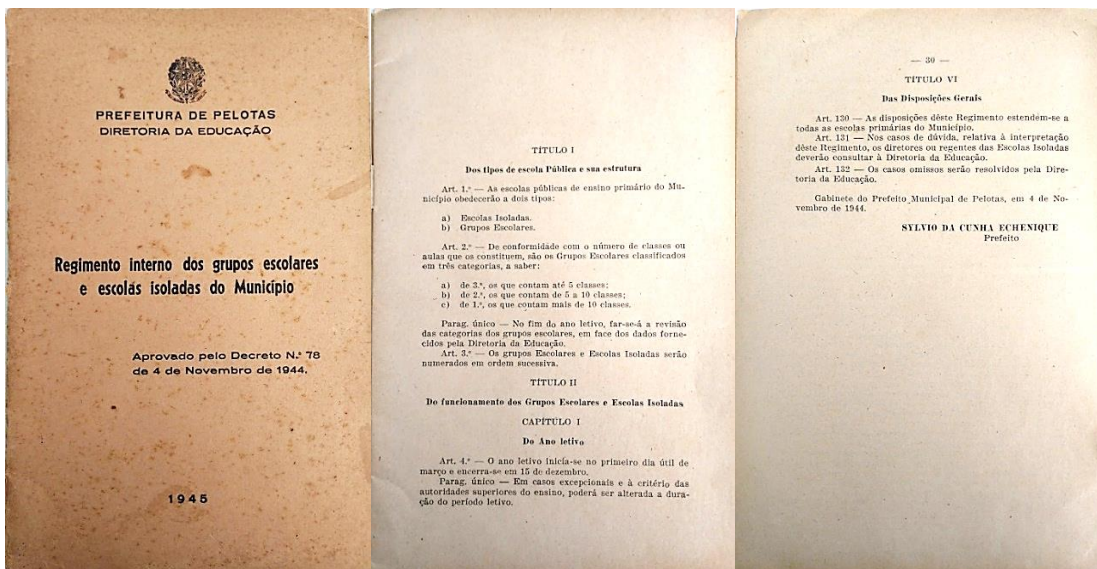 PREFEITURA DE PELOTAS
DIRETORIA DA EDUCAÇÃO
Regimento interno dos grupos escolares
e escolas isoladas do Município
Aprovado pelo Decreto N.º 78
de 4 de Novembro de 1944.
1945
TÍTULO I
Dos tipos de escola Pública e sua estrutura
Art. 1.º — As escolas públicas de ensino primário do Mu-
nicípio obedecerão a dois tipos:
a) Escolas Isoladas.
b) Grupos Escolares.
Art. 2.º — De conformidade com o número de classes ou
aulas que os constituem, são os Grupos Escolares classificados
em três categorias, a saber:
a) de 3.ª, os que contam até 5 classes;
b) de 2.ª, os que contam de 5 a 10 classes;
c) de 1.ª, os que contam mais de 10 classes.
Parag. único — No fim do ano letivo, far-se-á a revisão
das categorias dos grupos escolares, em face dos dados forne-
cidos pela Diretoria da Educação.
Art. 3.º — Os grupos Escolares e Escolas Isoladas serão
numerados em ordem sucessiva.
TÍTULO II
Do funcionamento dos Grupos Escolares e Escolas Isoladas
CAPÍTULO I
Do Ano letivo
Art. 4.º — O ano letivo inicía-se no primeiro dia útil de
março e encerra-se em 15 de dezembro.
Parag. único — Em casos excepcionais e à critério das
autoridades superiores do ensino, poderá ser alterada a dura-
ção do período letivo.
— 30 —
TÍTULO VI
Das Disposições Gerais
Art. 130 — As disposições dêste Regimento estendem-se a
todas as escolas primárias do Município.
Art. 131 — Nos casos de dúvida, relativa à interpretação
dêste Regimento, os diretores ou regentes das Escolas Isoladas
deverão consultar à Diretoria da Educação.
Art. 132 — Os casos omissos serão resolvidos pela Dire-
toria da Educação.
Gabinete do Prefeito Municipal de Pelotas, em 4 de No-
vembro de 1944.
SYLVIO DA CUNHA ECHENIQUE
Prefeito